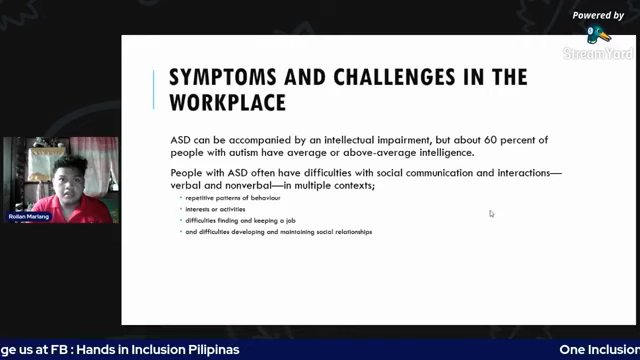 Powered by
StreamYard
SYMPTOMS AND CHALLENGES IN THE
WORKPLACE
ASD can be accompanied by an intellectual impairment, but about 60 percent of
people with autism have average or above-average intelligence.
People with ASD often have difficulties with social communication and interactions—
verbal and nonverbal—in multiple contexts;
• repetitive patterns of behaviour
• interests or activities
• difficulties finding and keeping a job
• and difficulties developing and maintaining social relationships
Rollan Marlang
ge us at FB : Hands in Inclusion Pilipinas
One Inclusion